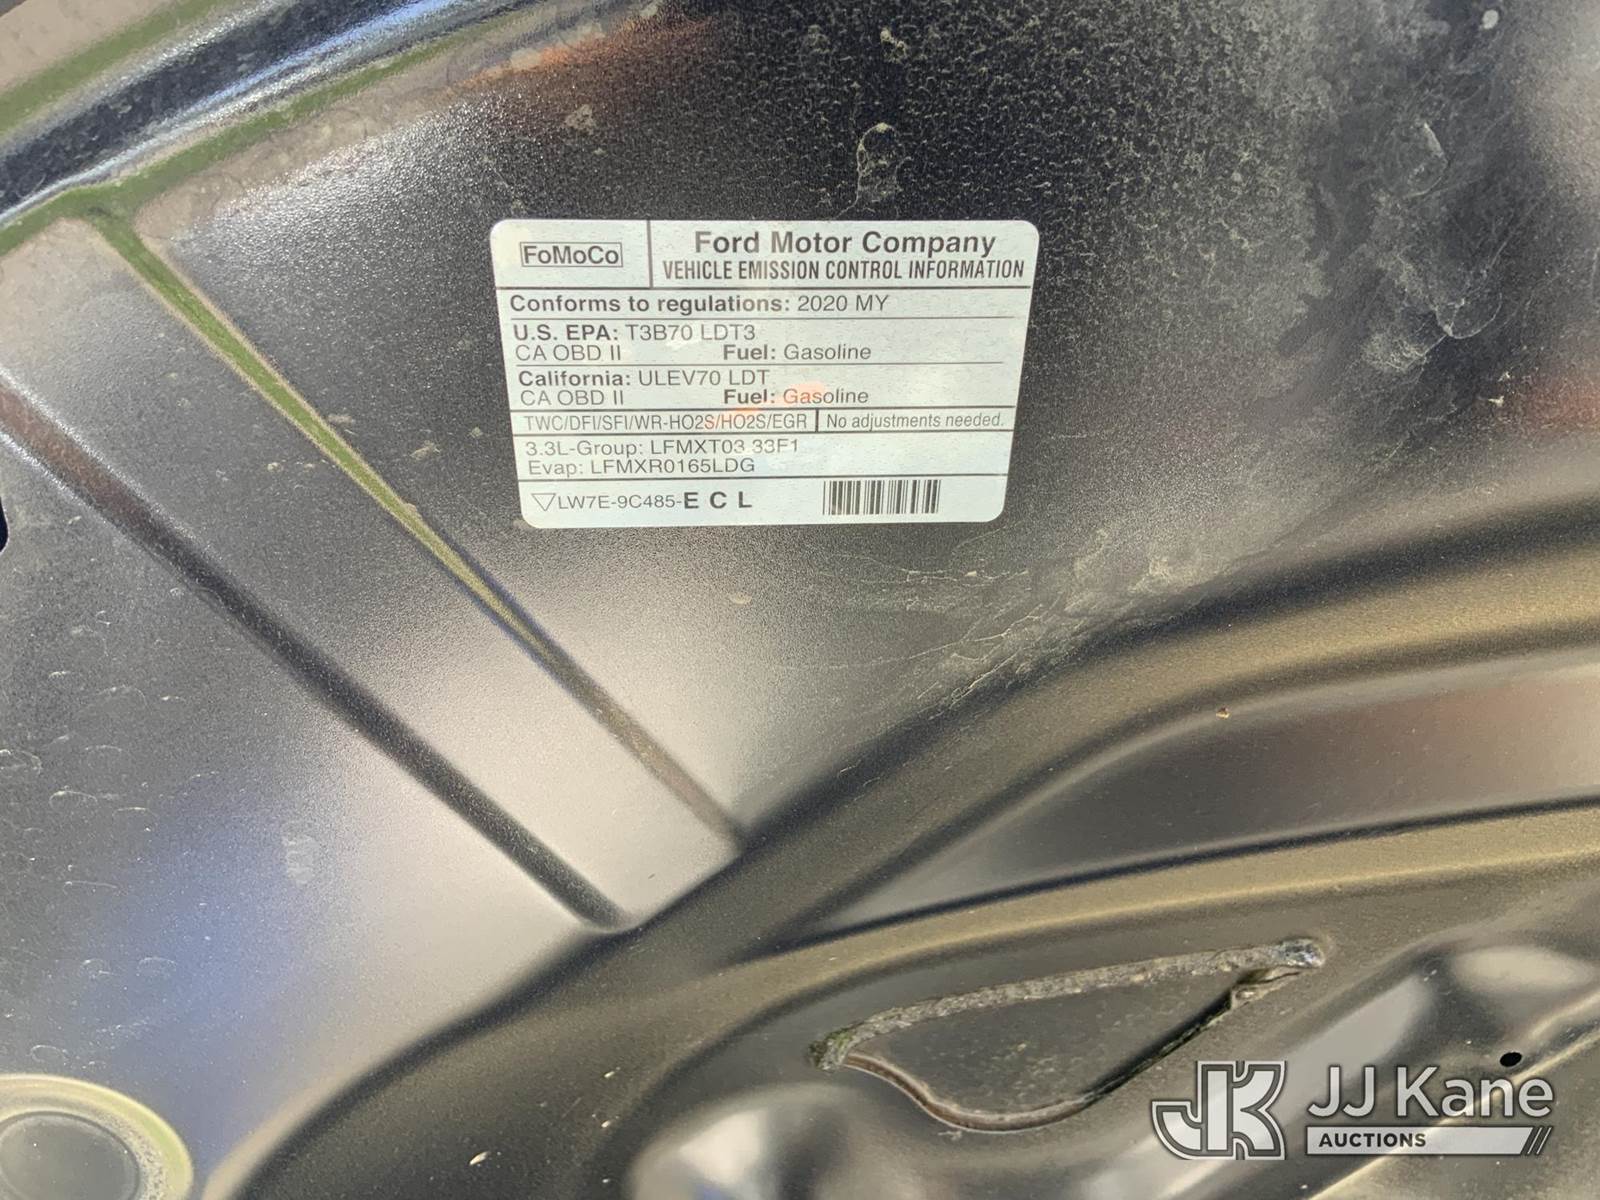 FoMoCo
Ford Motor Company
VEHICLE EMISSION CONTROL INFORMATION
Conforms to regulations: 2020 MY
U.S. EPA: T3B70 LDT3
CA OBD II Fuel: Gasoline
California: ULEV70 LDT
CA OBD II Fuel: Gasoline
TWC/DFI/SFI/WR-HO2S/HO2S/EGR No adjustments needed.
3.3L-Group: LFMXT03.33F1
Evap: LFMXR0165LDG
LW7E-9C485-E C L
JK JJ Kane
AUCTIONS